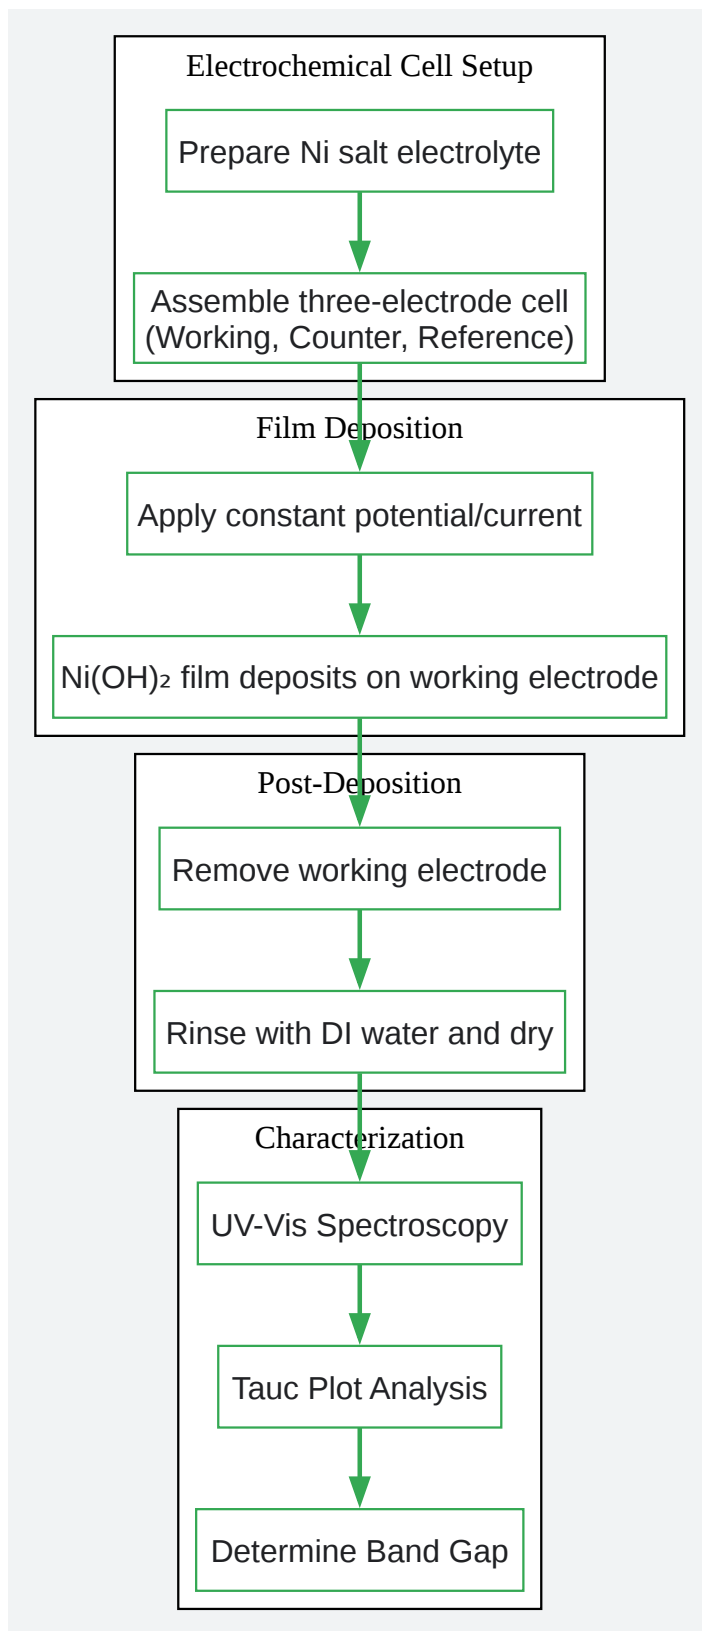 Electrochemical Cell Setup
Prepare Ni salt electrolyte
Assemble three-electrode cell
(Working, Counter, Reference)
Film Deposition
Apply constant potential/current
Ni(OH)₂ film deposits on working electrode
Post-Deposition
Remove working electrode
Rinse with DI water and dry
Characterization
UV-Vis Spectroscopy
Tauc Plot Analysis
Determine Band Gap